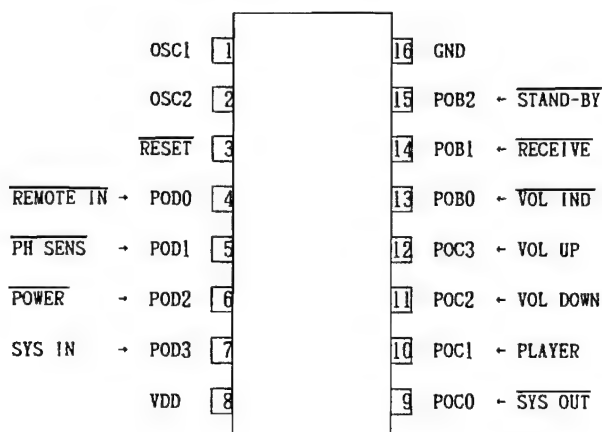 OSC1 1 16 GND
OSC2 2 15 POB2 ← STAND-BY
RESET 3 14 POB1 ← RECEIVE
REMOTE IN → POD0 4 13 POB0 ← VOL IND
PH SENS → POD1 5 12 POC3 ← VOL UP
POWER → POD2 6 11 POC2 ← VOL DOWN
SYS IN → POD3 7 10 POC1 ← PLAYER
VDD 8 9 POC0 ← SYS OUT